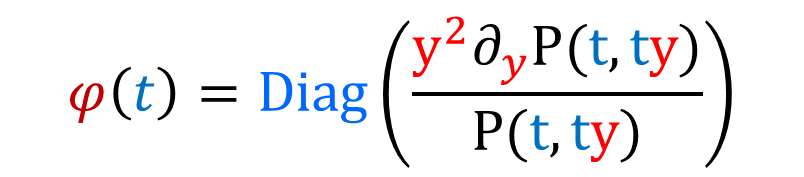 φ(t) = Diag ( y² ∂_y P(t, ty) / P(t, ty) )